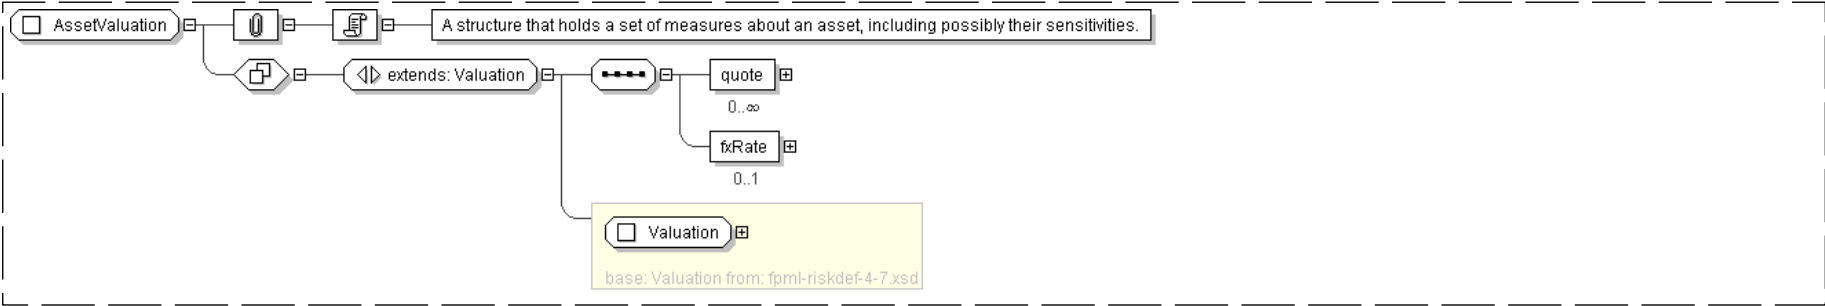 AssetValuation
A structure that holds a set of measures about an asset, including possibly their sensitivities.
extends: Valuation
quote
0..∞
fxRate
0..1
Valuation
base: Valuation from: fpml-riskdef-4-7.xsd